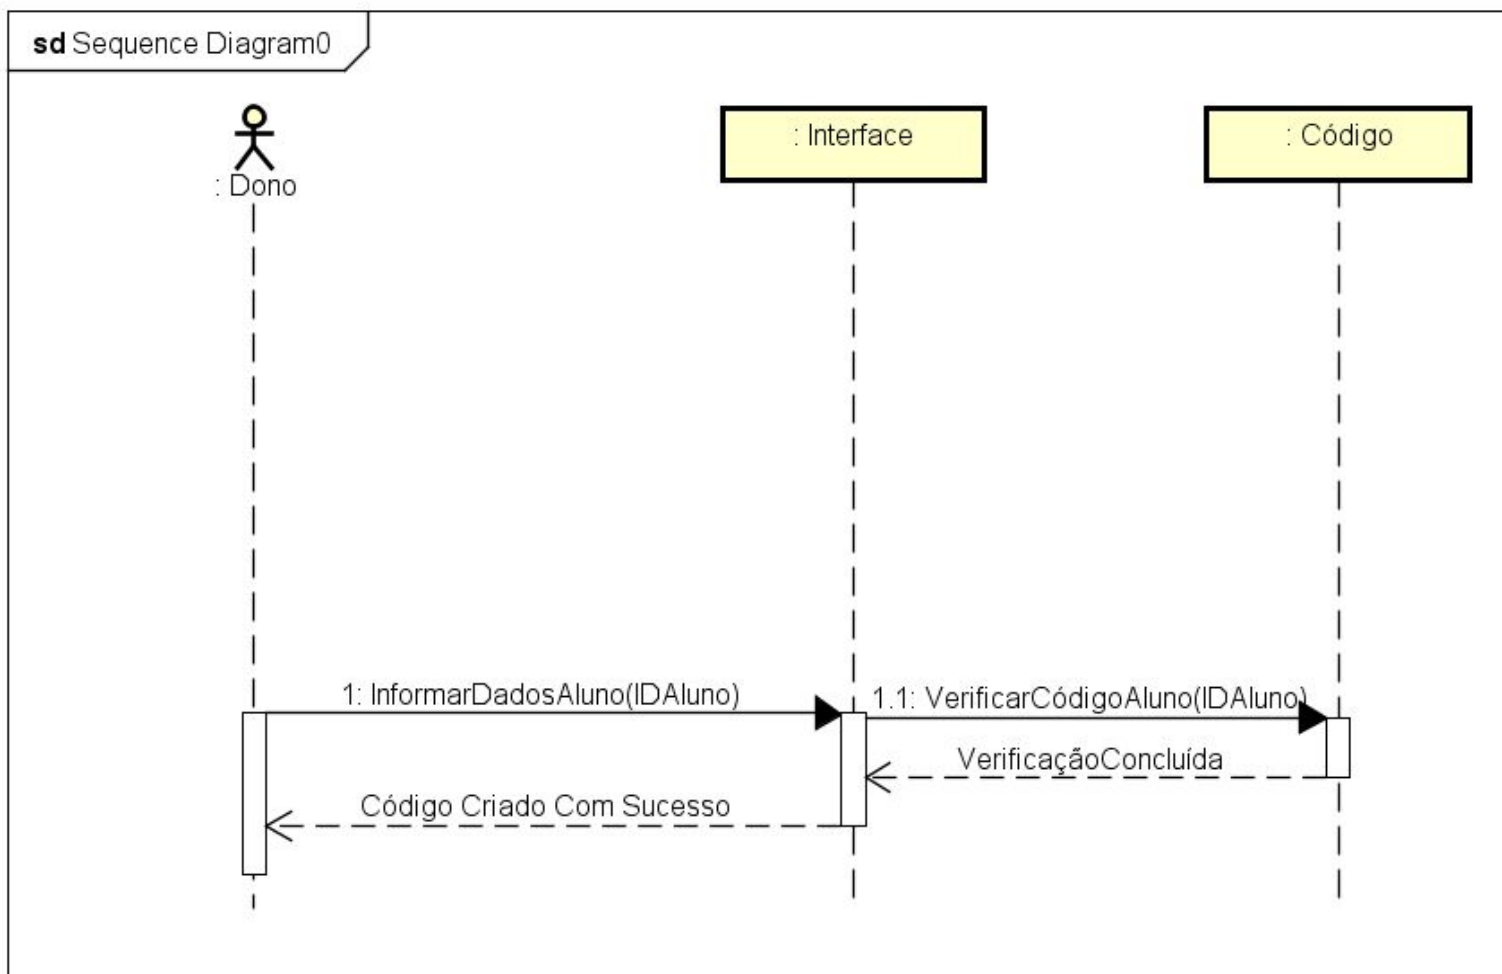 sd Sequence Diagram0
: Dono
: Interface
: Código
1: InformarDadosAluno(IDAluno)
1.1: VerificarCódigoAluno(IDAluno)
VerificaçãoConcluída
Código Criado Com Sucesso